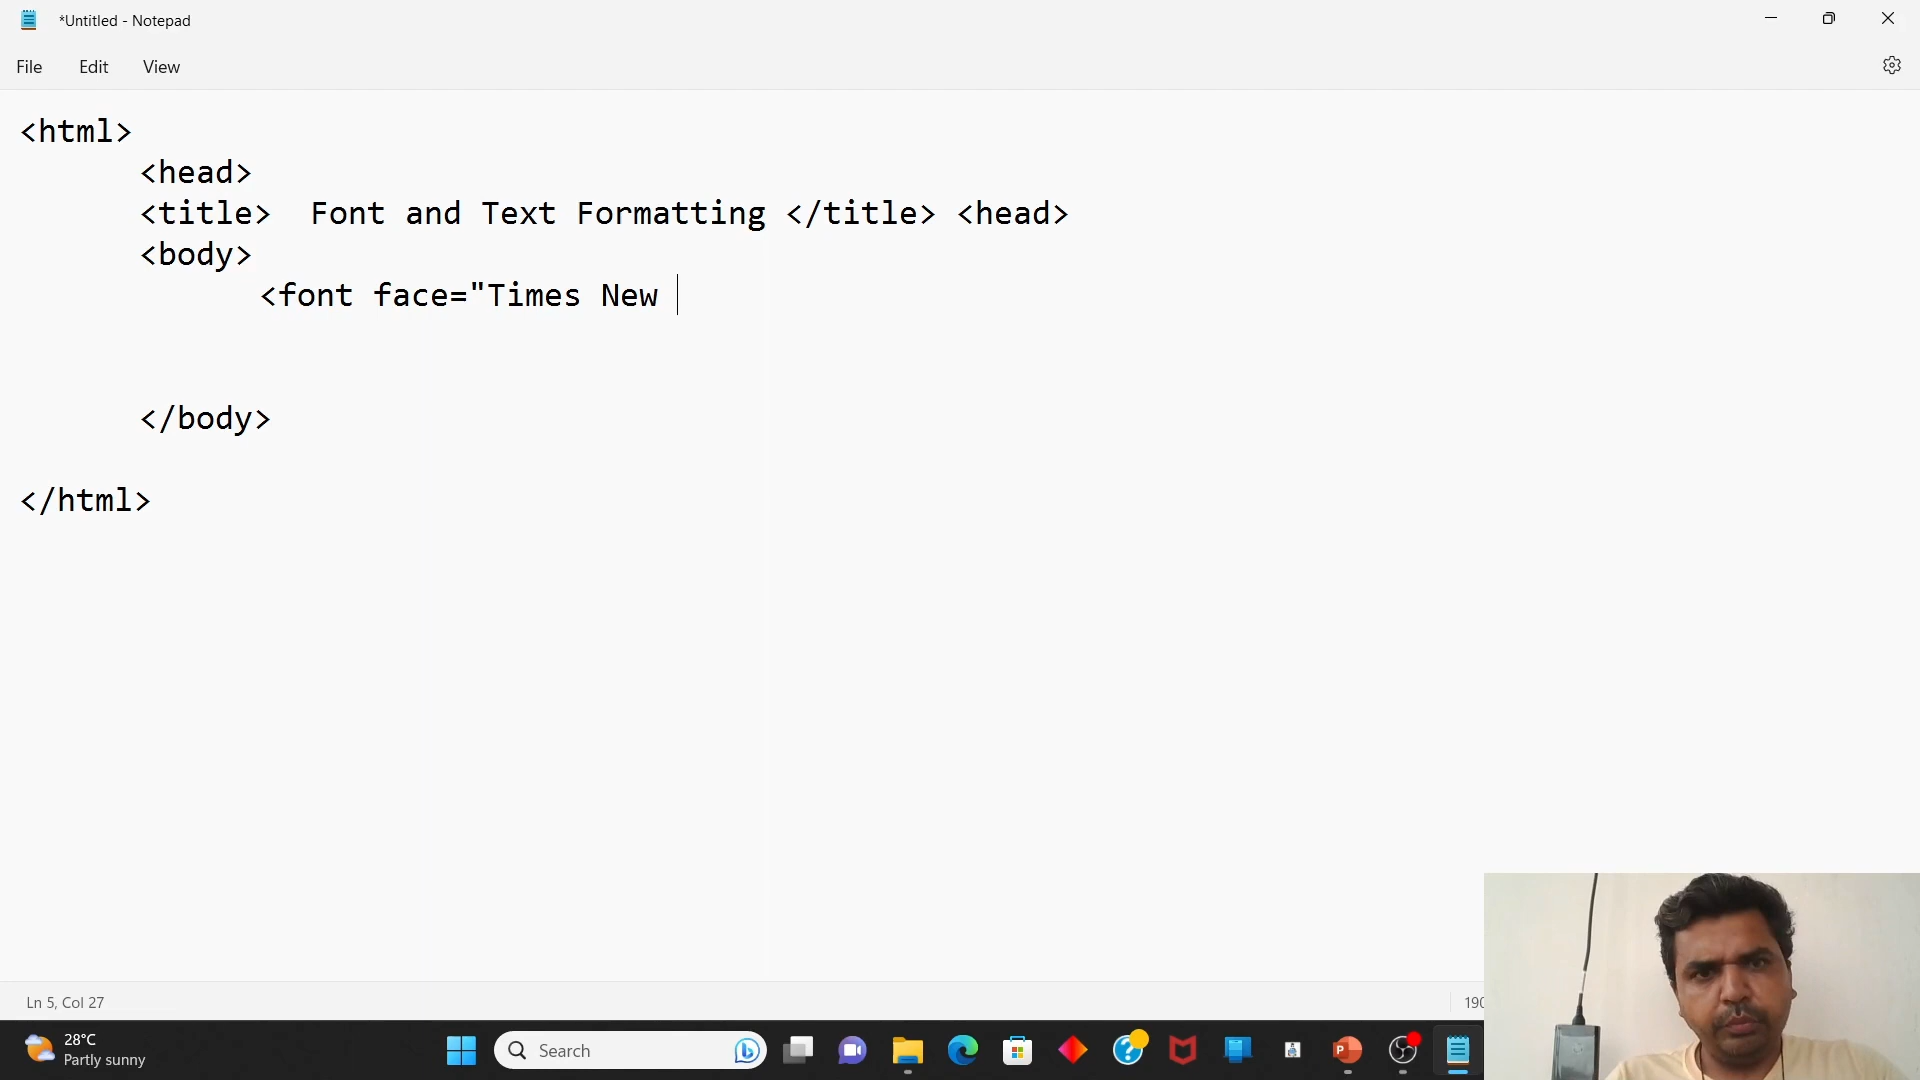 *Untitled - Notepad
File Edit View
<html>
<head>
<title> Font and Text Formatting </title> <head>
<body>
<font face="Times New
</body>
</html>
Ln 5, Col 27
190
28°C
Partly sunny
Search